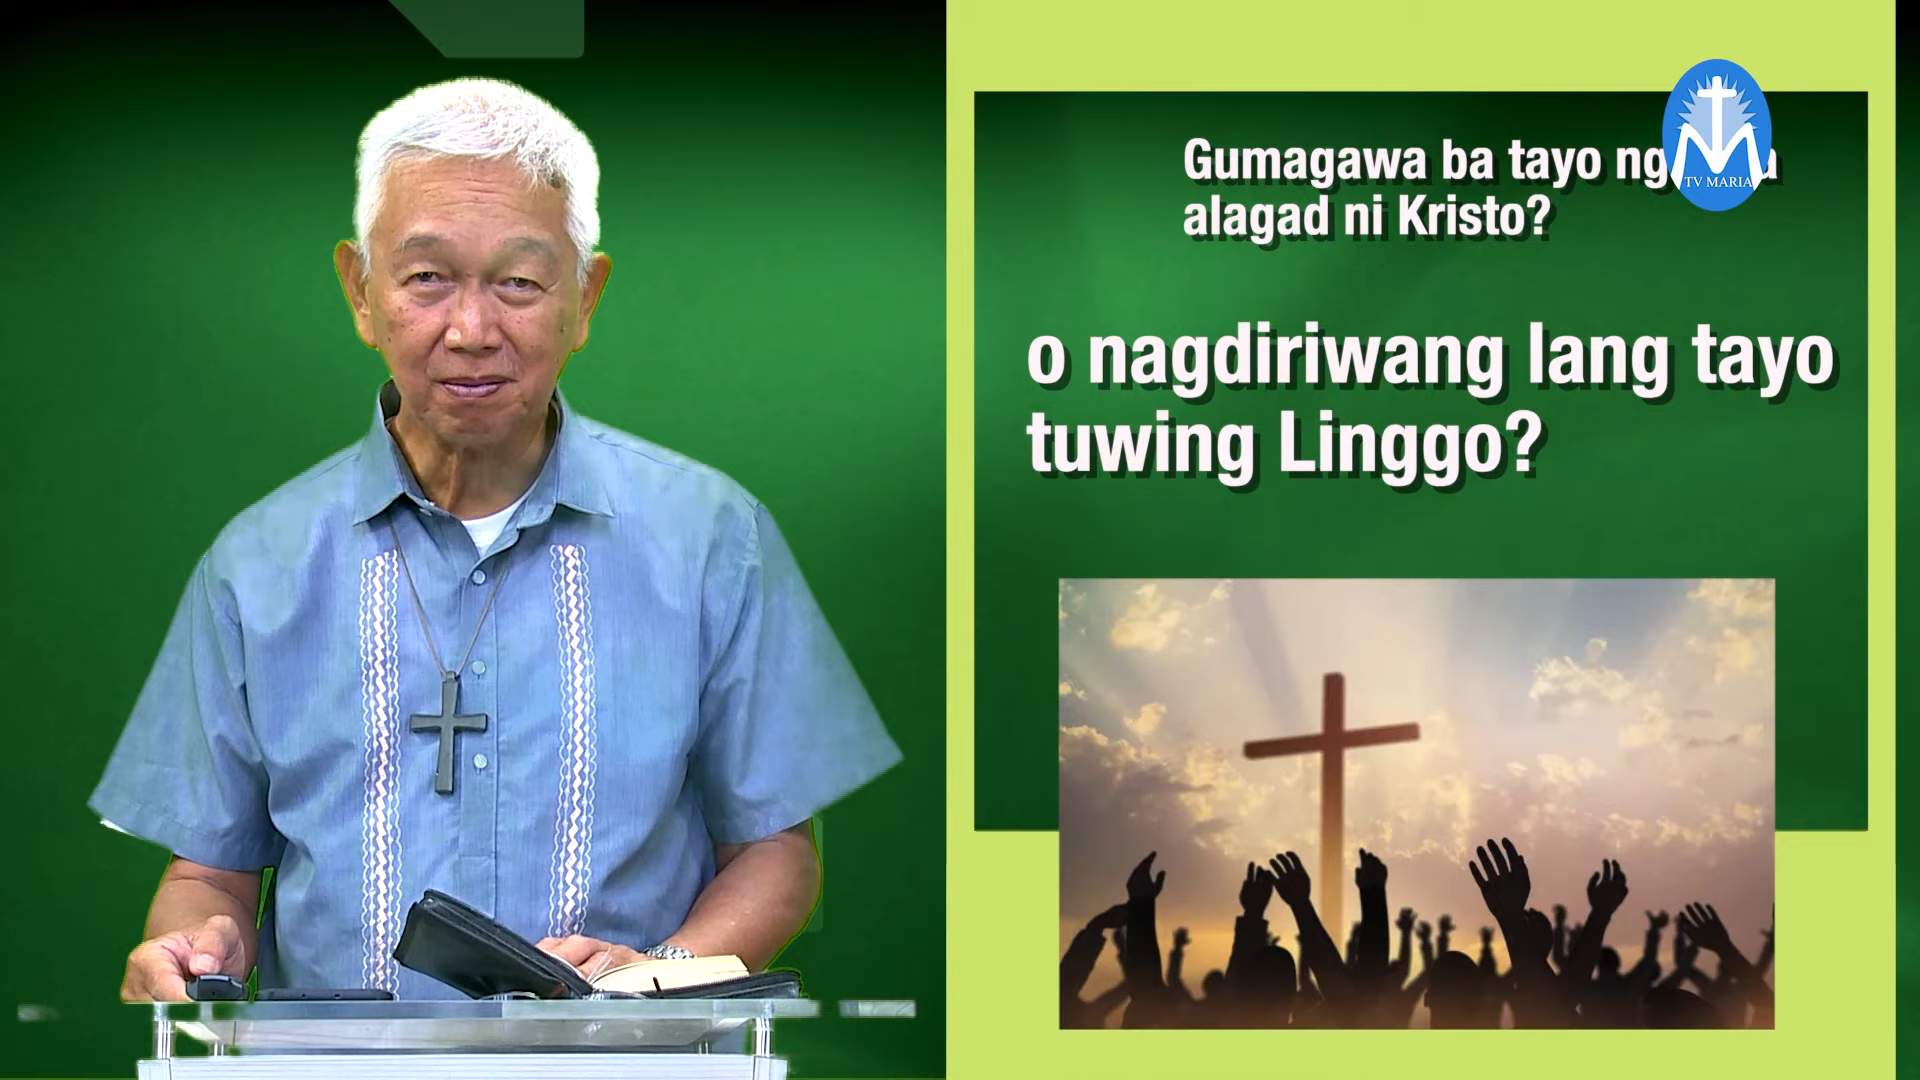 Gumagawa ba tayo ng
alagad ni Kristo?
o nagdiriwang lang tayo
tuwing Linggo?
TV MARIA